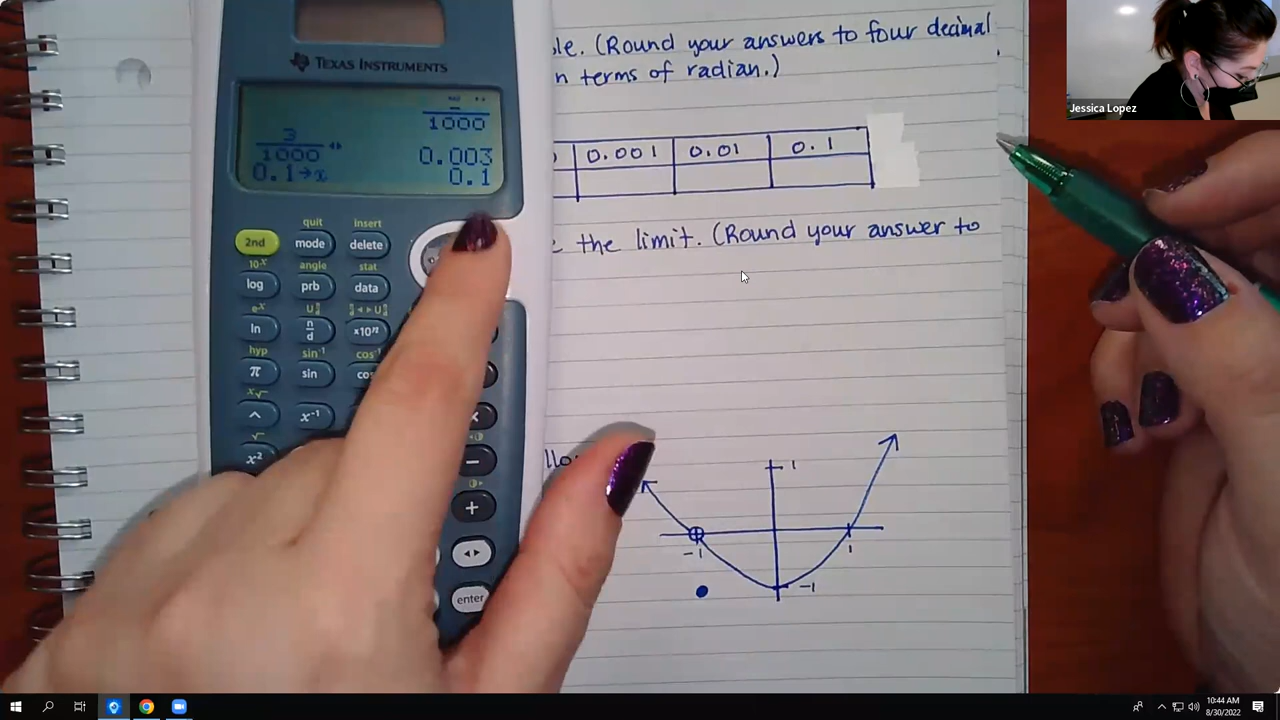 TEXAS INSTRUMENTS
1000
3
1000
0.003
0.1→x
0.1
quit
insert
2nd
mode
delete
10ˣ
angle
stat
log
prb
data
eˣ
ln
n
d
×10ⁿ
hyp
sin⁻¹
cos⁻¹
π
sin
^
x⁻¹
√
x²
−
+
enter
le. (Round your answers to four decimal
n terms of radian.)
0.001
0.01
0.1
the limit. (Round your answer to
1
−1
1
−1
Jessica Lopez
10:44 AM
8/30/2022